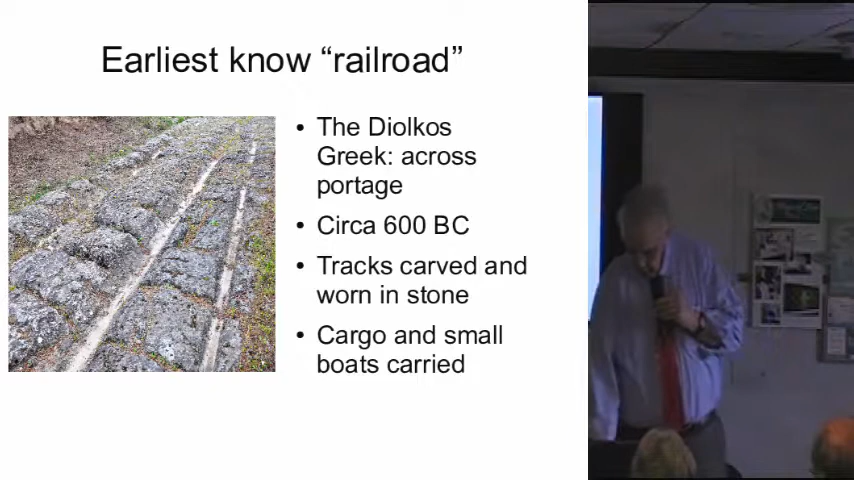 Earliest know “railroad”
• The Diolkos
Greek: across
portage
• Circa 600 BC
• Tracks carved and
worn in stone
• Cargo and small
boats carried